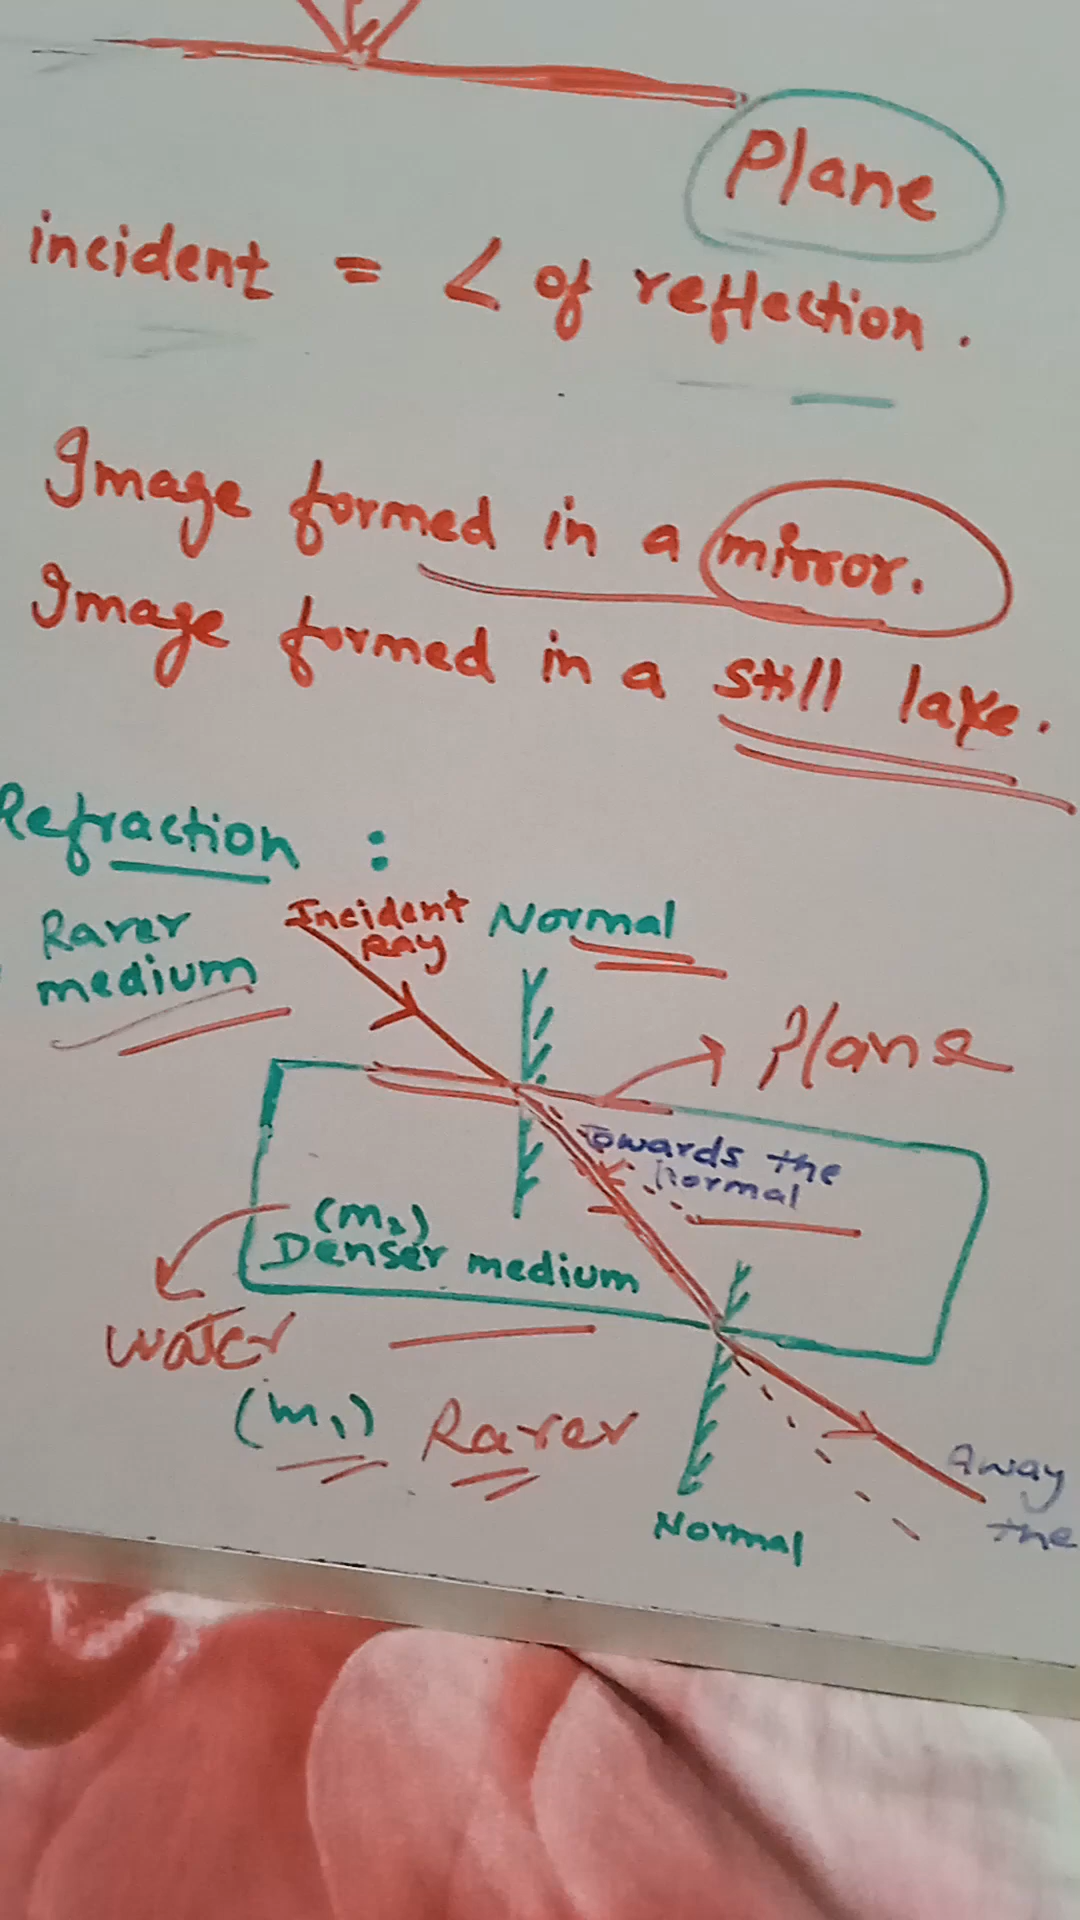 Plane
incident = ∠ of reflection.
Image formed in a mirror.
Image formed in a still lake.
Refraction :
Rarer medium
Incident Ray
Normal
Plane
Towards the normal
(m₂)
Denser medium
water
(m₁) Rarer
Away
the
Normal